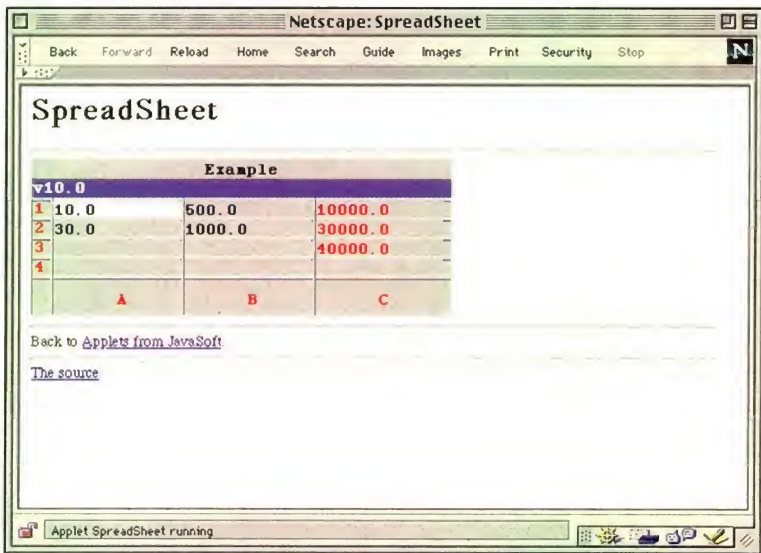 Netscape: SpreadSheet
Back Forward Reload Home Search Guide Images Print Security Stop N
SpreadSheet
Example
v10.0
1 10.0 500.0 10000.0
2 30.0 1000.0 30000.0
3 40000.0
4
A B C
Back to Applets from JavaSoft
The source
Applet SpreadSheet running